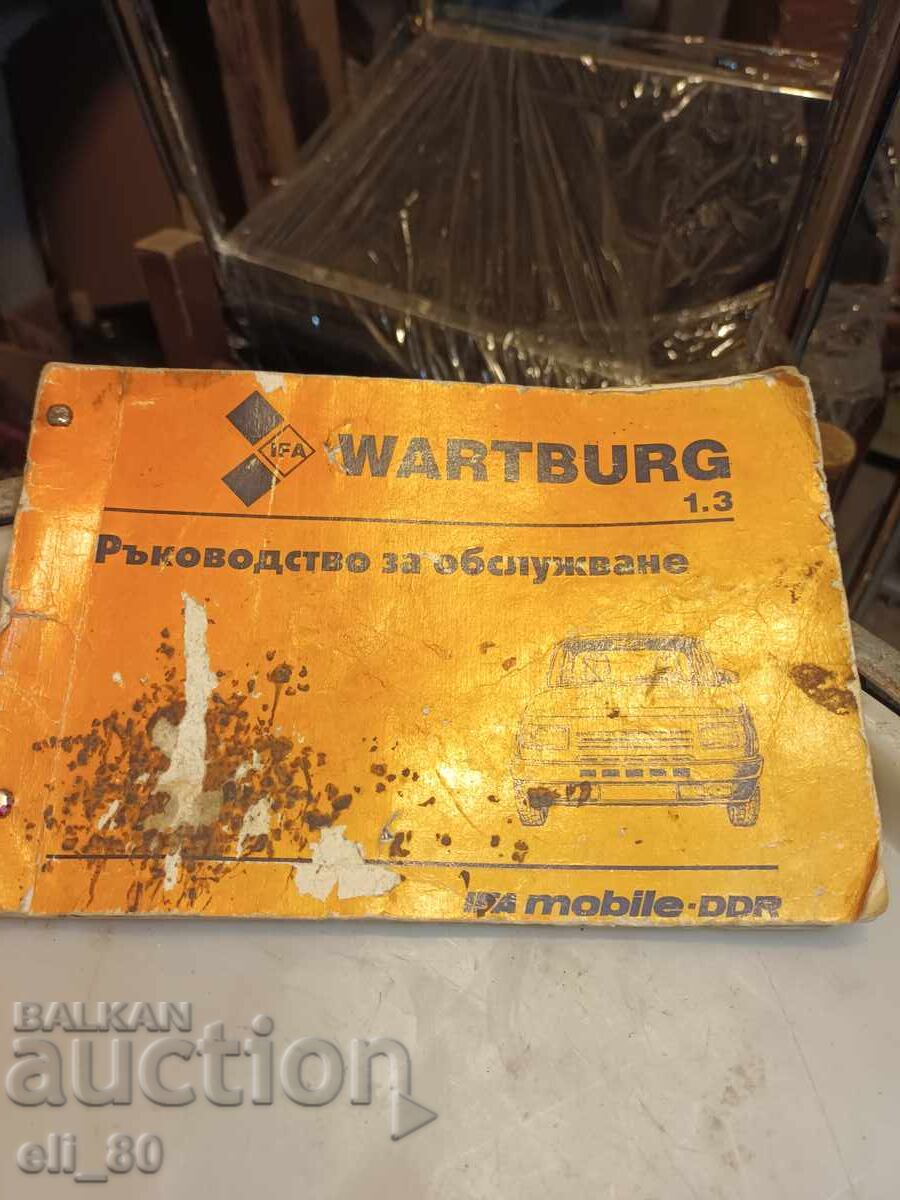 IFA
WARTBURG
1.3
Ръководство за обслужване
IFA mobile-DDR
BALKAN
auction
eli_80